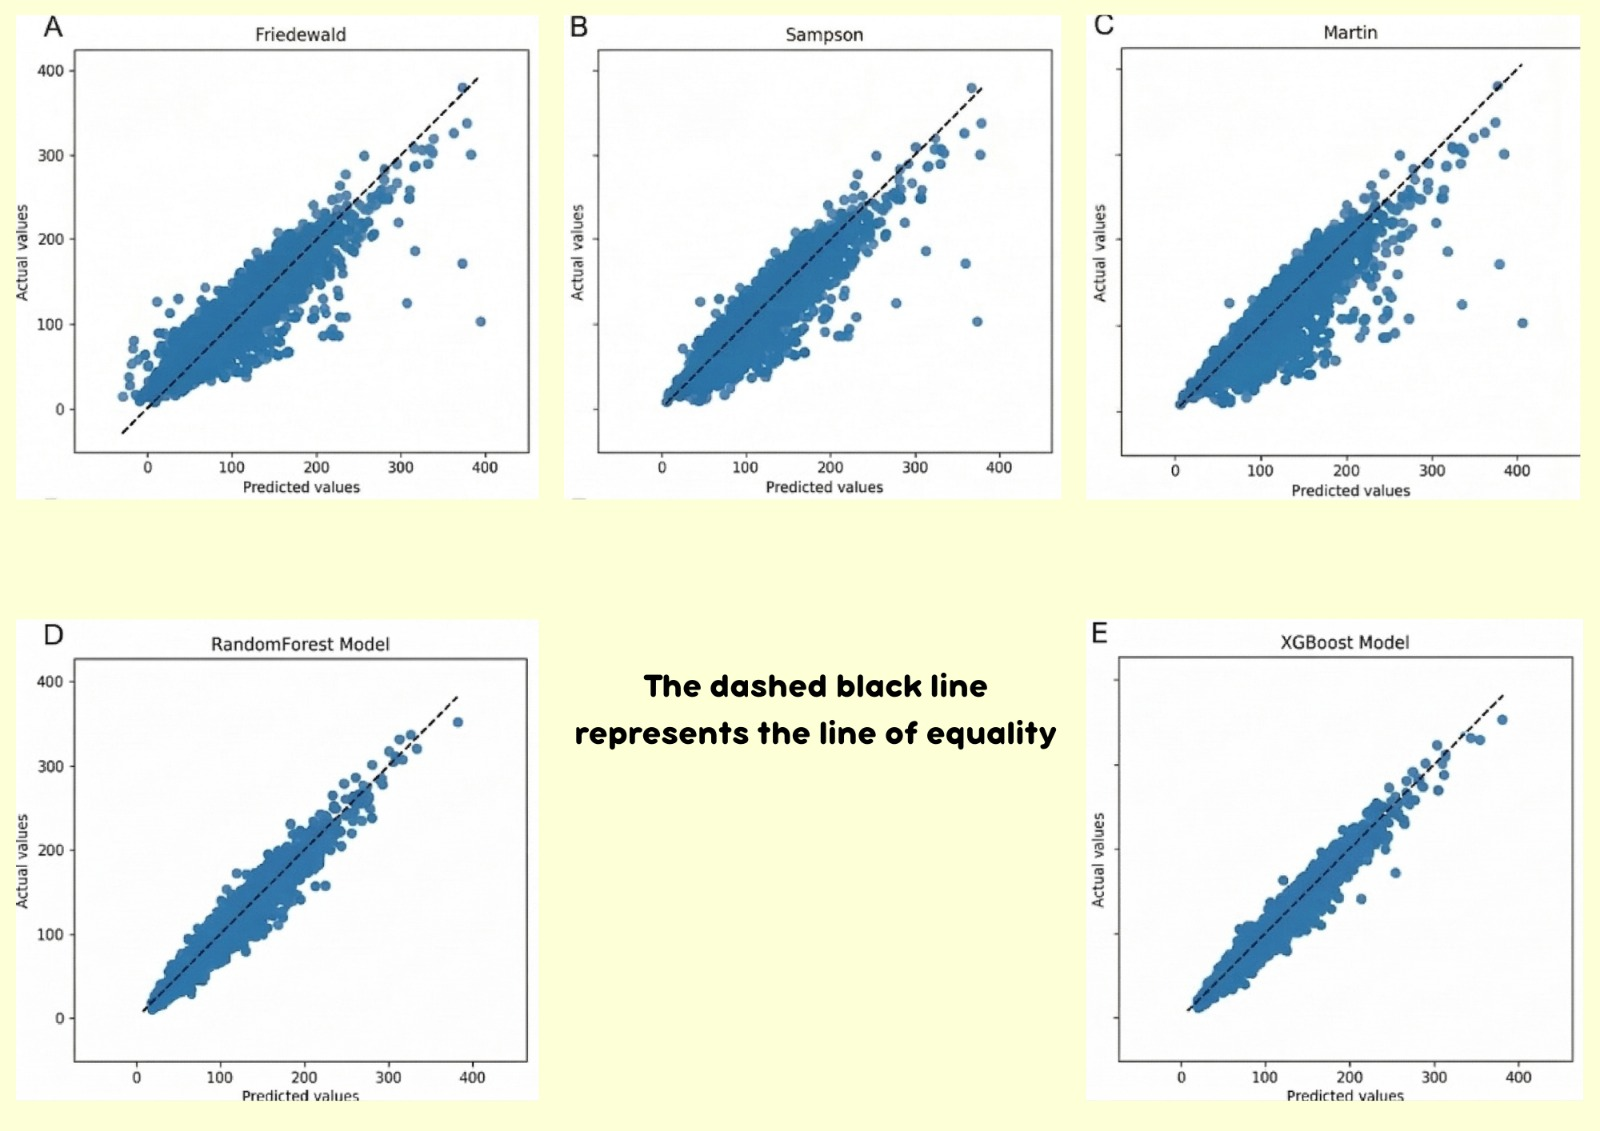 A
Friedewald
400
300
200
100
0
Actual values
0 100 200 300 400
Predicted values
B
Sampson
Actual values
0 100 200 300 400
Predicted values
C
Martin
Actual values
0 100 200 300 400
Predicted values
D
RandomForest Model
400
300
200
100
0
Actual values
0 100 200 300 400
Predicted values
The dashed black line
represents the line of equality
E
XGBoost Model
Actual values
0 100 200 300 400
Predicted values